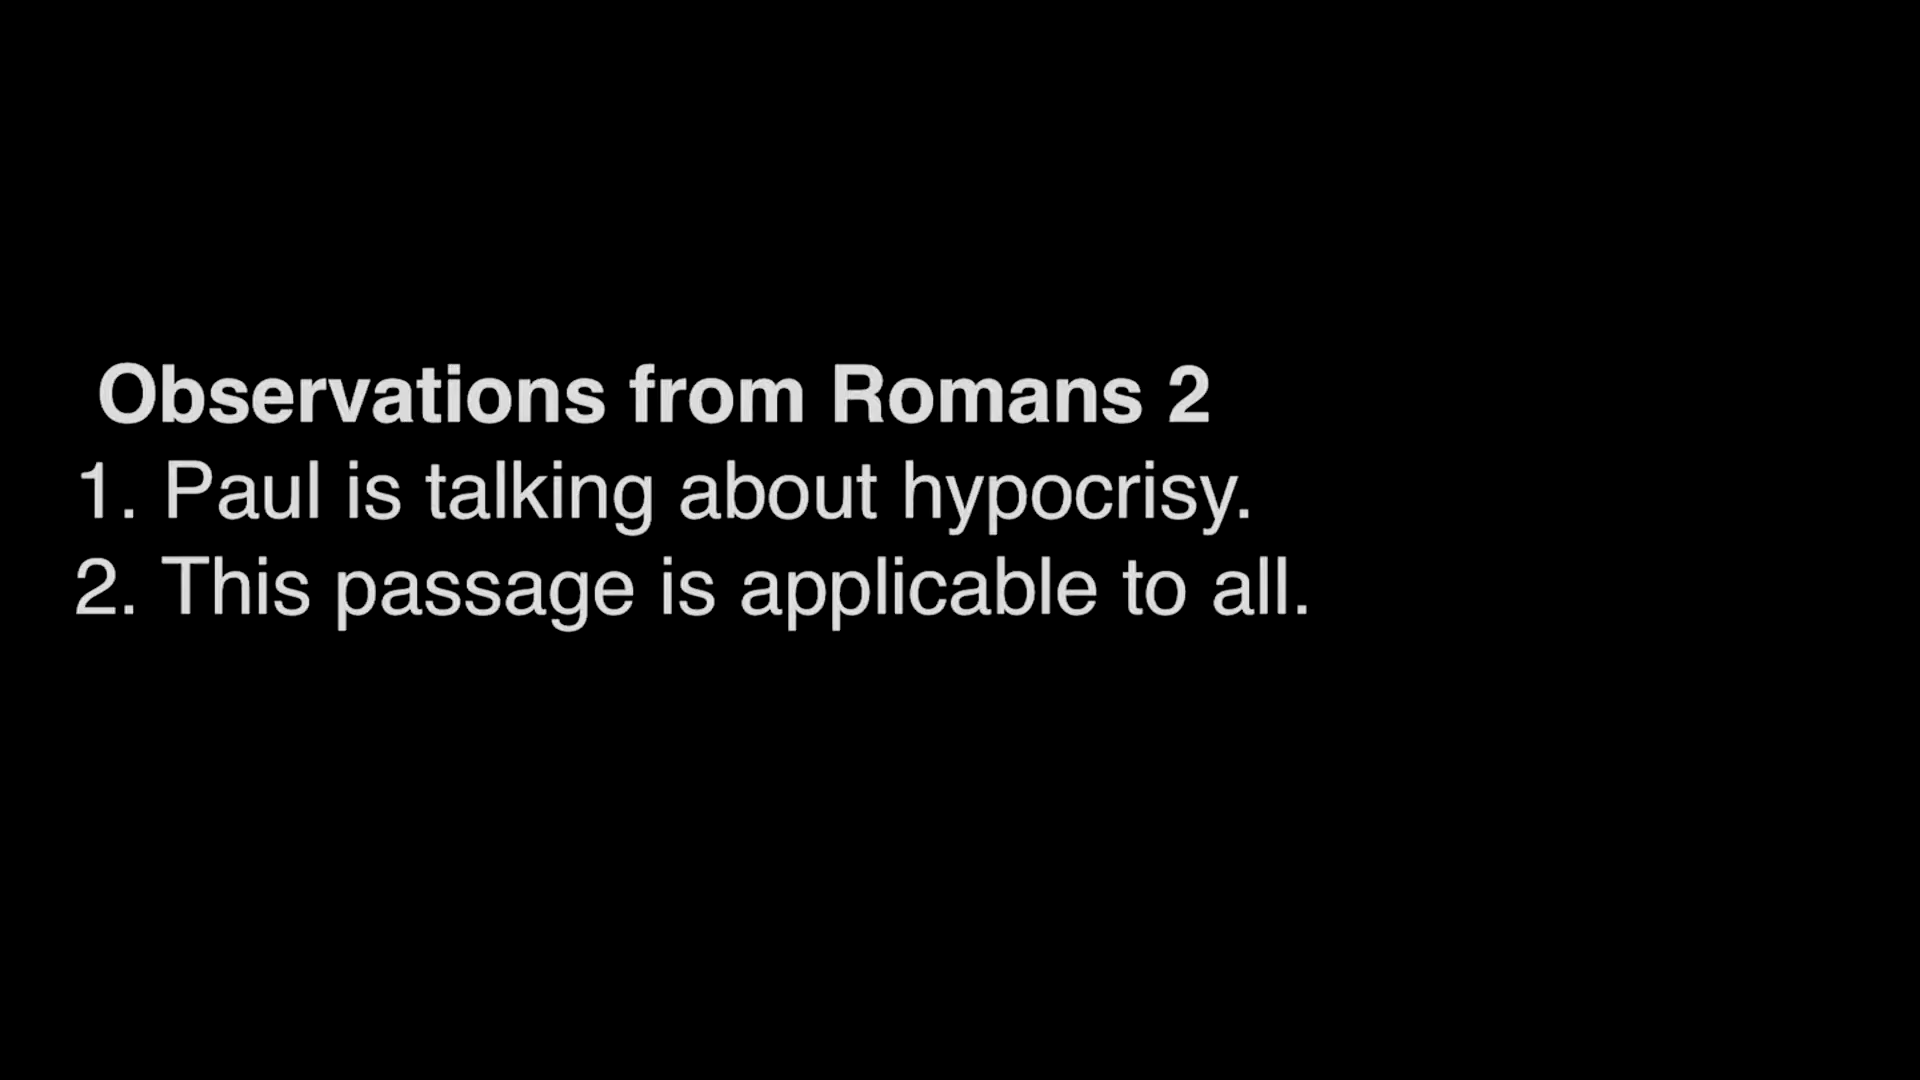 Observations from Romans 2
1. Paul is talking about hypocrisy.
2. This passage is applicable to all.